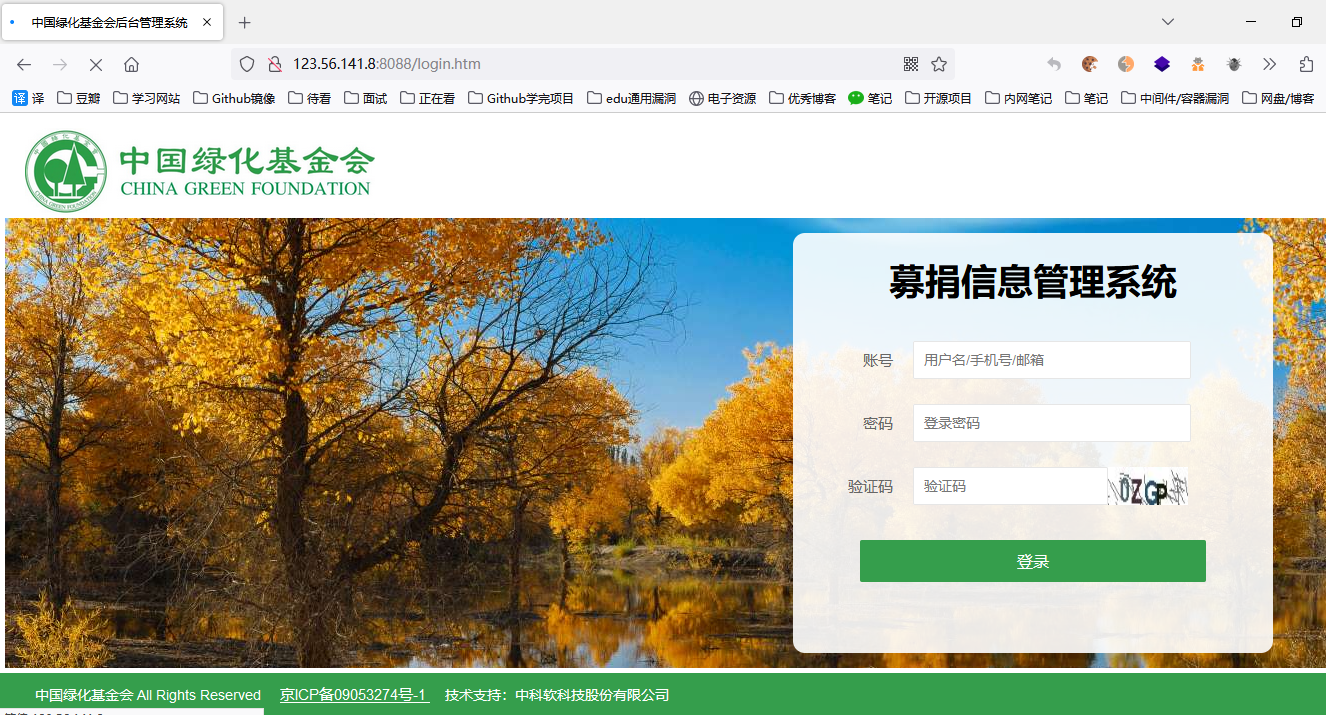 中国绿化基金会后台管理系统
123.56.141.8:8088/login.htm
译 译 豆瓣 学习网站 Github镜像 待看 面试 正在看 Github学完项目 edu通用漏洞 电子资源 优秀博客 笔记 开源项目 内网笔记 笔记 中间件/容器漏洞 网盘/博客
中国绿化基金会
CHINA GREEN FOUNDATION
募捐信息管理系统
账号 用户名/手机号/邮箱
密码 登录密码
验证码 验证码
登录
中国绿化基金会 All Rights Reserved 京ICP备09053274号-1 技术支持：中科软科技股份有限公司